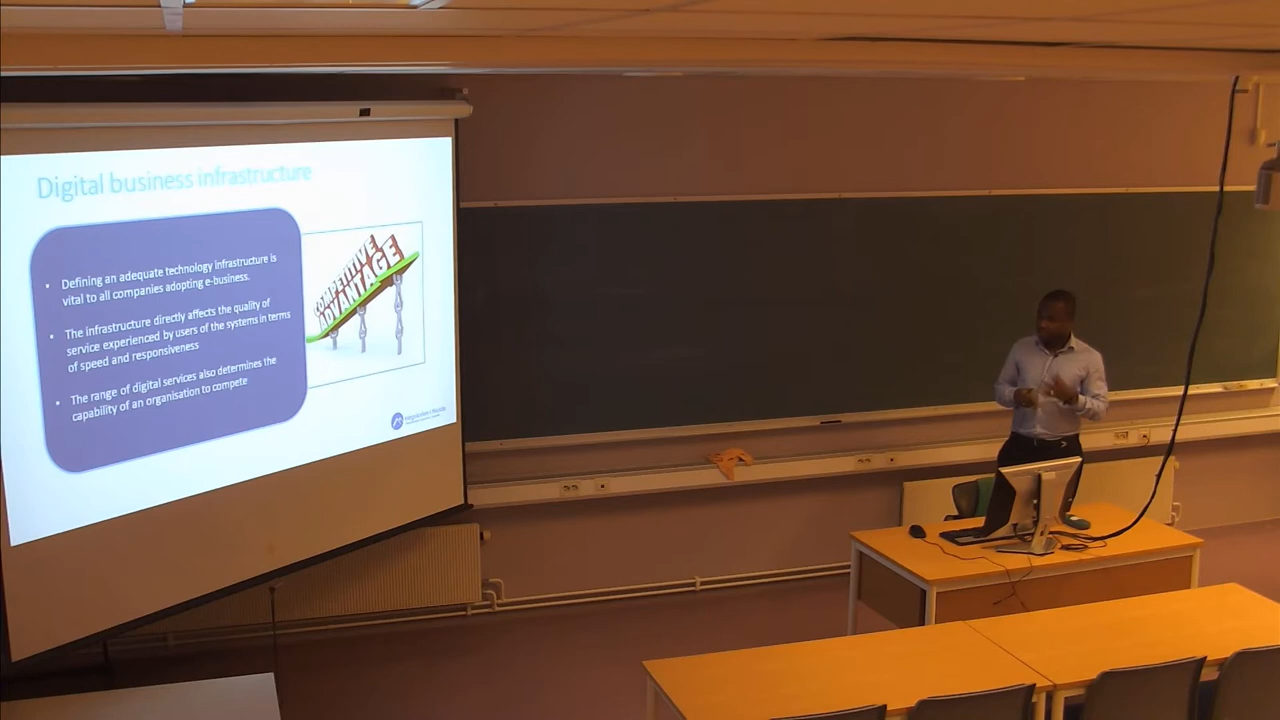 Digital business infrastructure
• Defining an adequate technology infrastructure is
vital to all companies adopting e-business.
• The infrastructure directly affects the quality of
service experienced by users of the systems in terms
of speed and responsiveness
• The range of digital services also determines the
capability of an organisation to compete
COMPETITIVE
ADVANTAGE